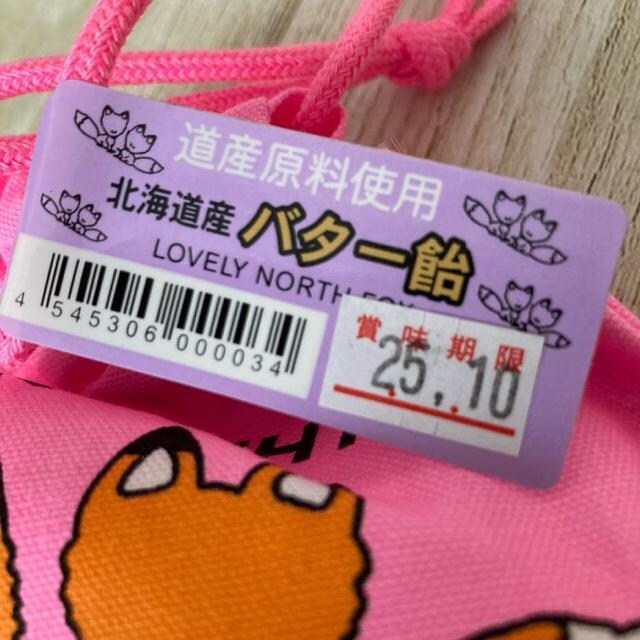 道産原料使用
北海道産 バター飴
LOVELY NORTH FOX
4 545306 000034
賞味期限
25.10